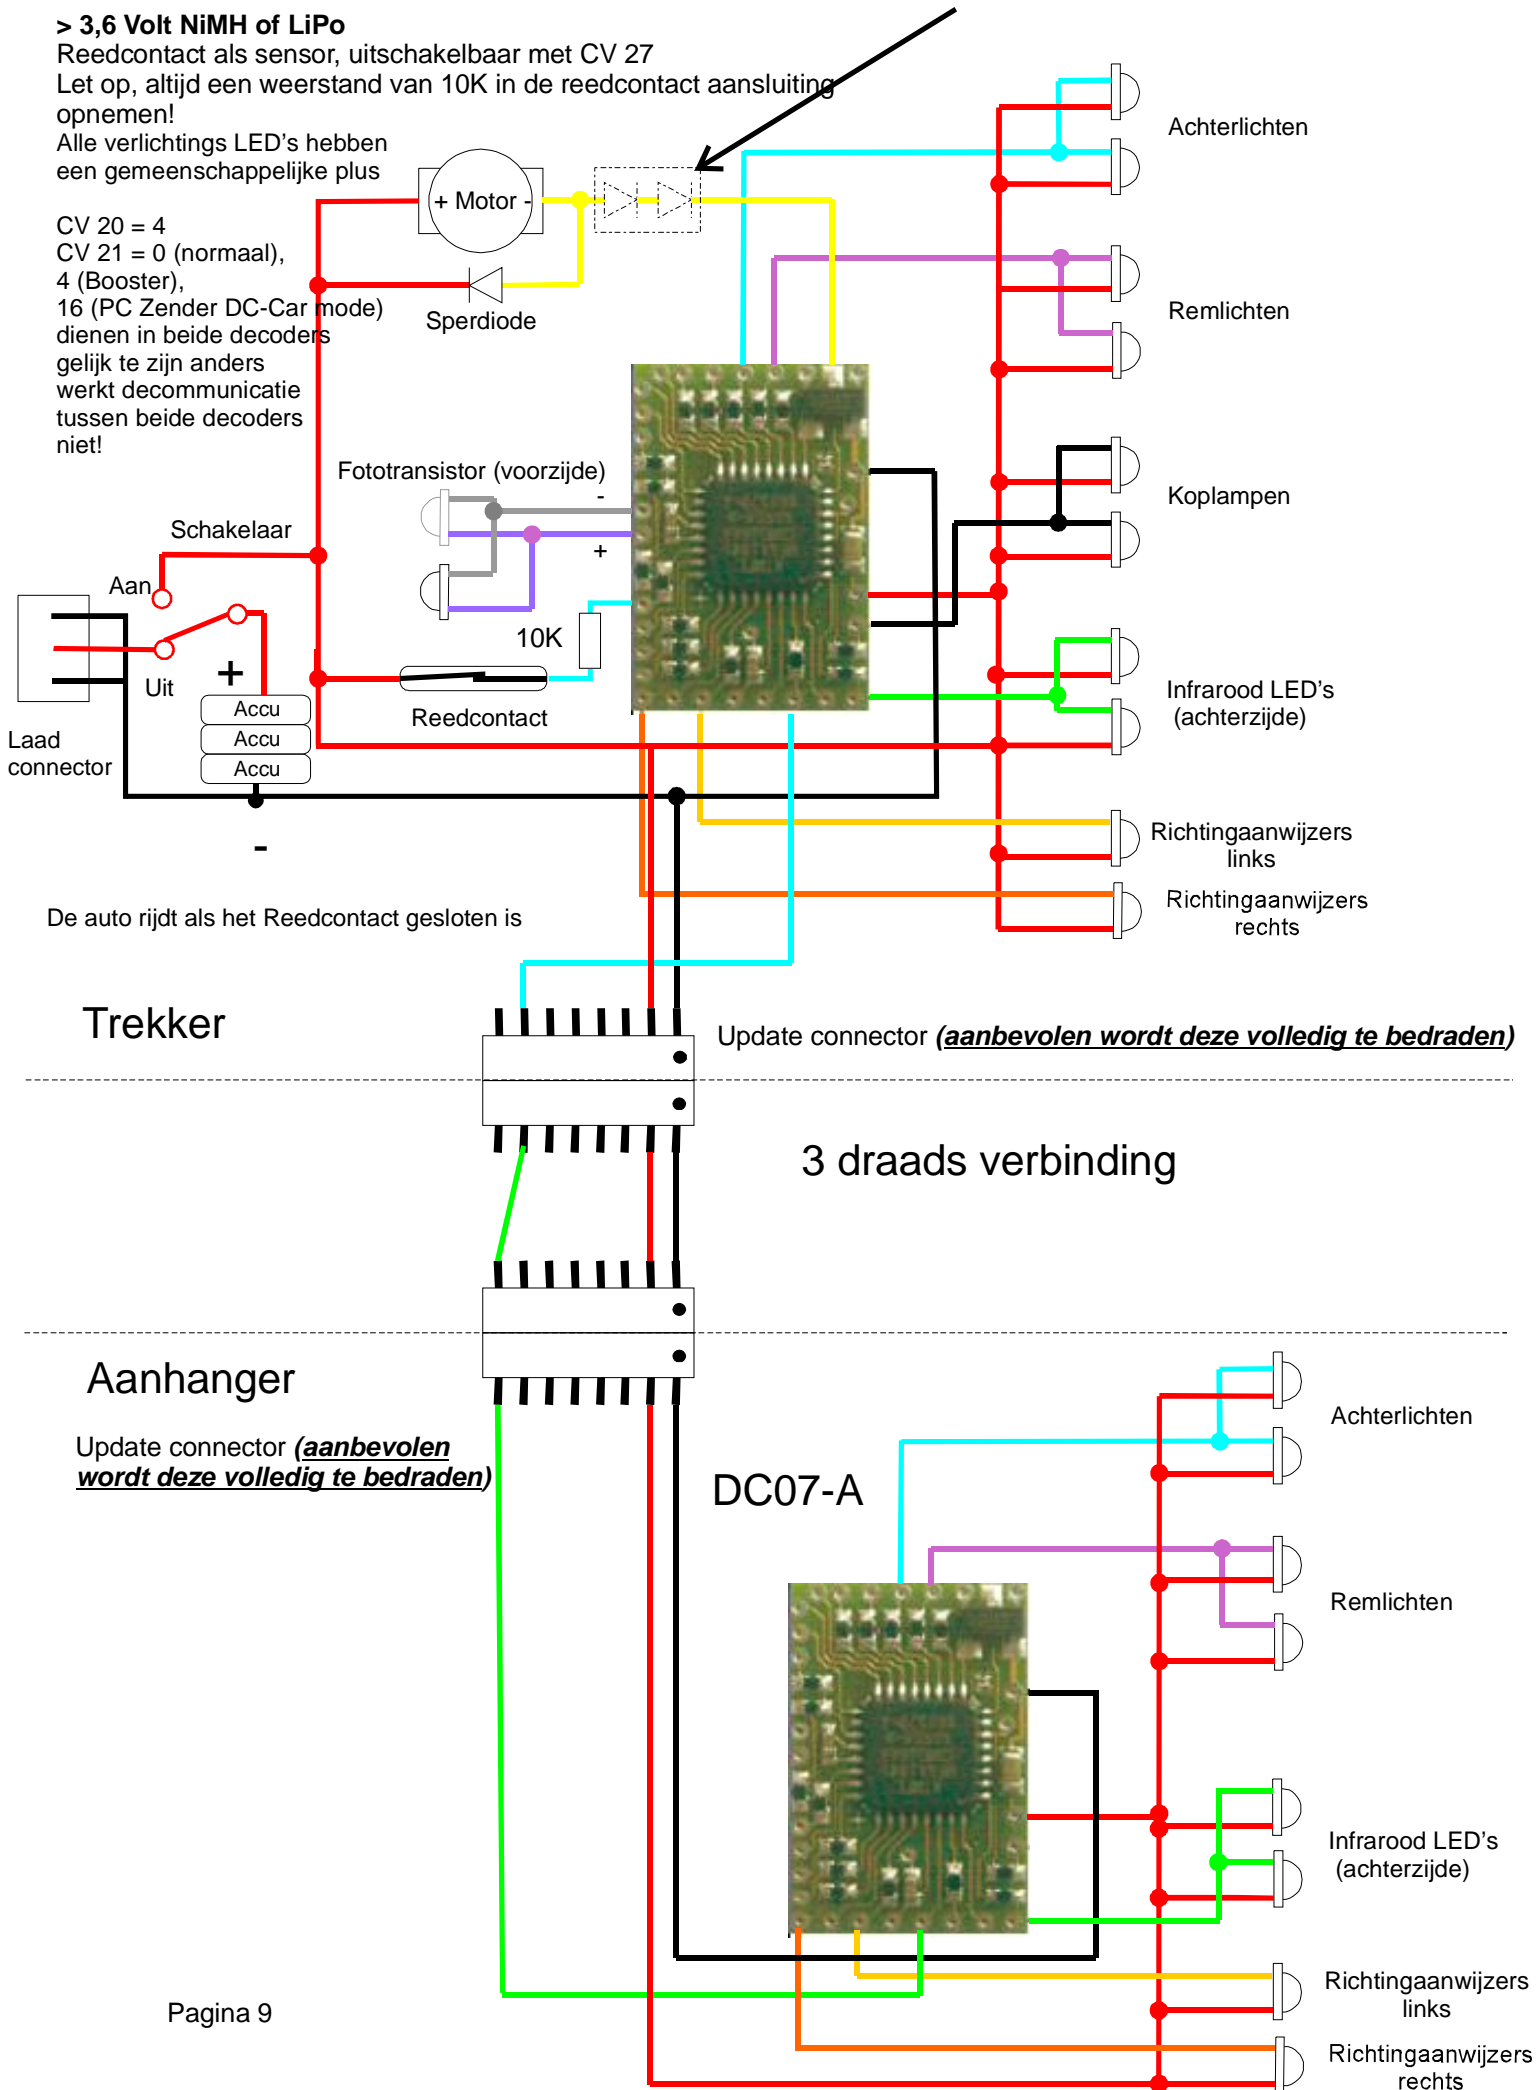 > 3,6 Volt NiMH of LiPo
Reedcontact als sensor, uitschakelbaar met CV 27
Let op, altijd een weerstand van 10K in de reedcontact aansluiting
opnemen!
Alle verlichtings LED's hebben
een gemeenschappelijke plus
CV 20 = 4
CV 21 = 0 (normaal),
4 (Booster),
16 (PC Zender DC-Car mode)
dienen in beide decoders
gelijk te zijn anders
werkt decommunicatie
tussen beide decoders
niet!
+ Motor -
Sperdiode
Achterlichten
Remlichten
Fototransistor (voorzijde)
-
+
Koplampen
Schakelaar
Aan
Uit
+
10K
Reedcontact
Accu
Accu
Accu
-
Laad
connector
Infrarood LED's
(achterzijde)
Richtingaanwijzers
links
Richtingaanwijzers
rechts
De auto rijdt als het Reedcontact gesloten is
Trekker
Update connector (aanbevolen wordt deze volledig te bedraden)
3 draads verbinding
Aanhanger
Update connector (aanbevolen
wordt deze volledig te bedraden)
DC07-A
Achterlichten
Remlichten
Infrarood LED's
(achterzijde)
Richtingaanwijzers
links
Richtingaanwijzers
rechts
Pagina 9